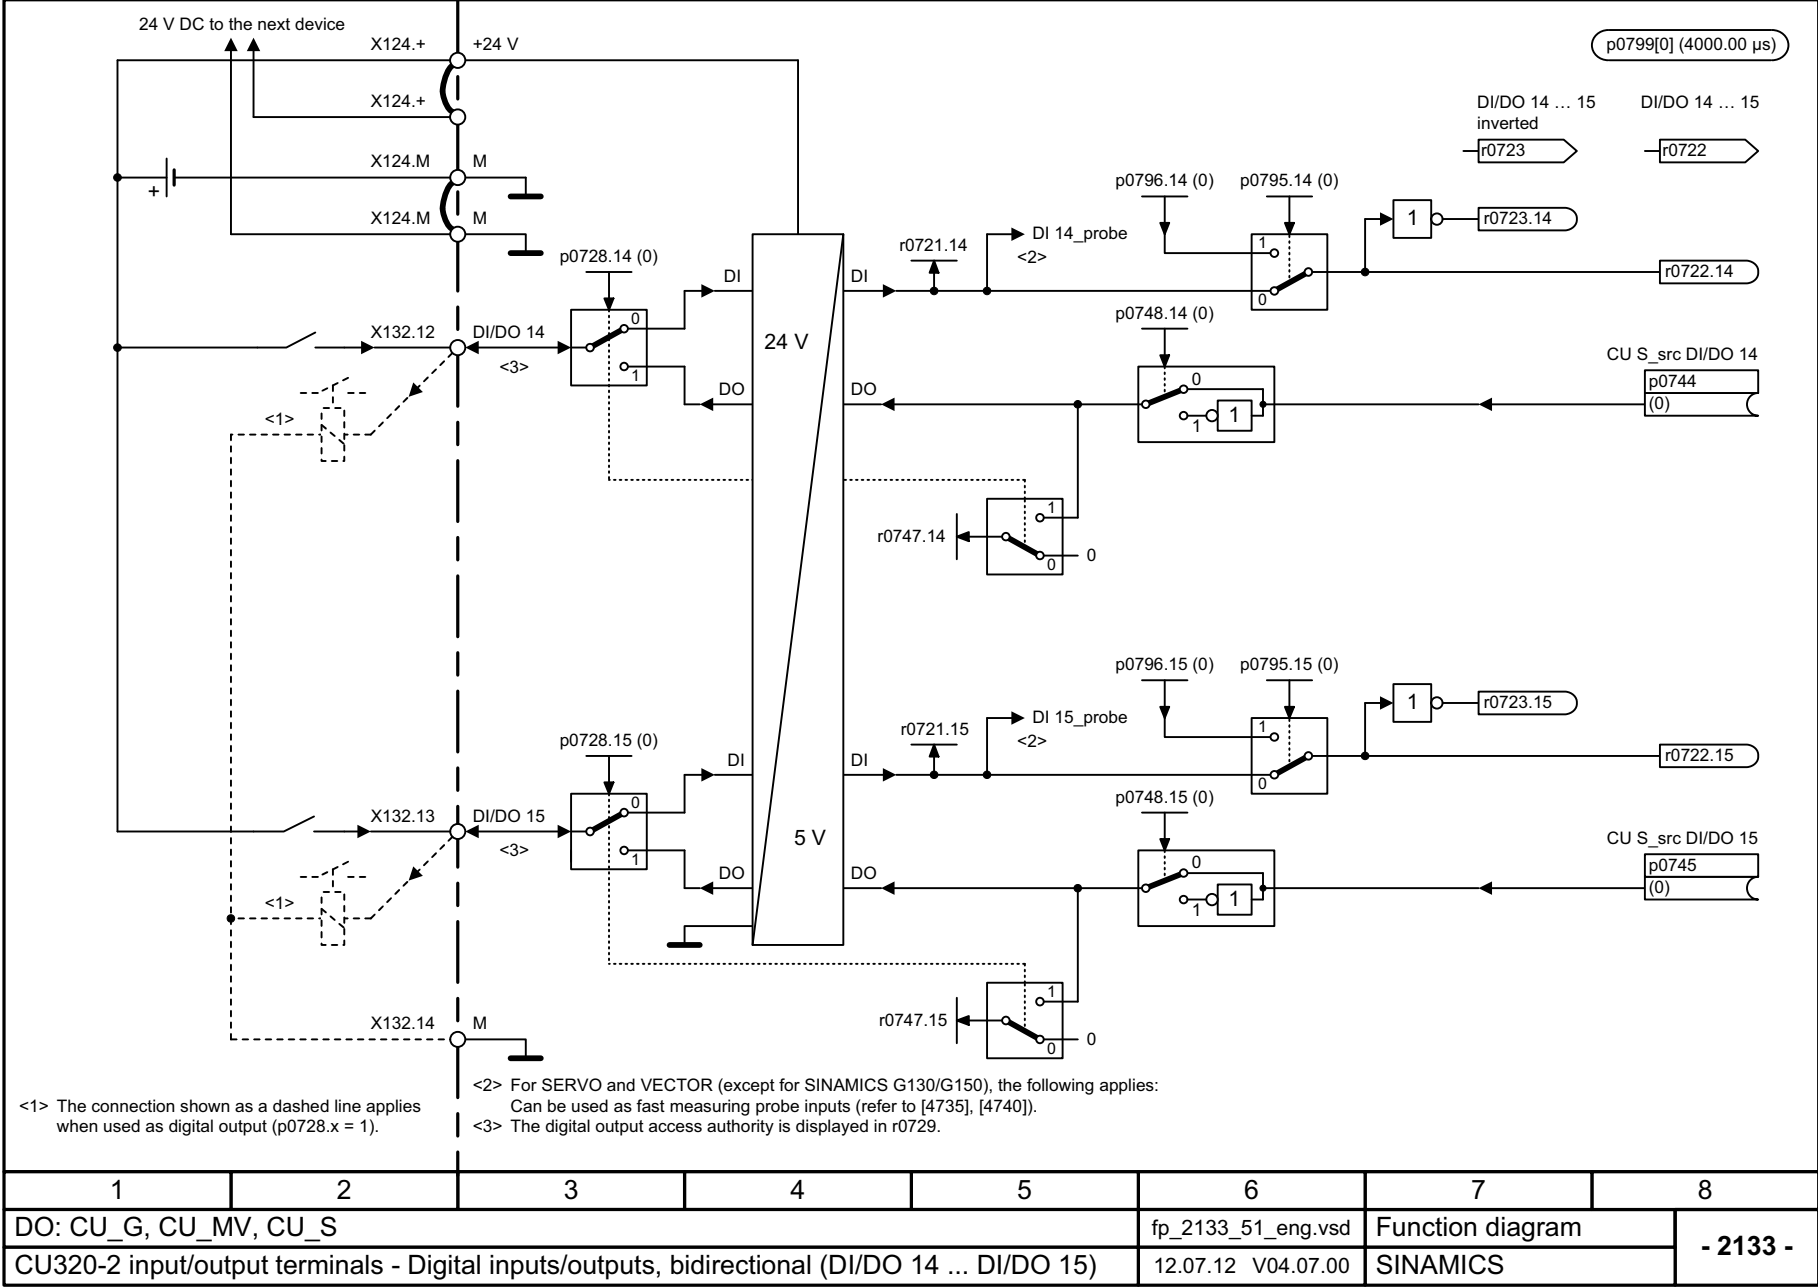 24 V DC to the next device
X124.+
+24 V
p0799[0] (4000.00 µs)
X124.+
DI/DO 14 … 15
inverted
DI/DO 14 … 15
r0723
r0722
X124.M
M
+
X124.M
M
p0796.14 (0)
p0795.14 (0)
1
r0723.14
p0728.14 (0)
DI
DI
r0721.14
DI 14_probe
<2>
1
0
r0722.14
X132.12
DI/DO 14
<3>
0
1
24 V
p0748.14 (0)
CU S_src DI/DO 14
p0744
(0)
DO
DO
0
1
1
<1>
r0747.14
1
0
0
p0796.15 (0)
p0795.15 (0)
1
r0723.15
p0728.15 (0)
DI
DI
r0721.15
DI 15_probe
<2>
1
0
r0722.15
X132.13
DI/DO 15
<3>
0
1
5 V
p0748.15 (0)
CU S_src DI/DO 15
p0745
(0)
DO
DO
0
1
1
<1>
r0747.15
1
0
0
X132.14
M
<1> The connection shown as a dashed line applies
when used as digital output (p0728.x = 1).
<2> For SERVO and VECTOR (except for SINAMICS G130/G150), the following applies:
Can be used as fast measuring probe inputs (refer to [4735], [4740]).
<3> The digital output access authority is displayed in r0729.
1 2 3 4 5 6 7 8
DO: CU_G, CU_MV, CU_S
fp_2133_51_eng.vsd
Function diagram
- 2133 -
CU320-2 input/output terminals - Digital inputs/outputs, bidirectional (DI/DO 14 ... DI/DO 15)
12.07.12 V04.07.00
SINAMICS